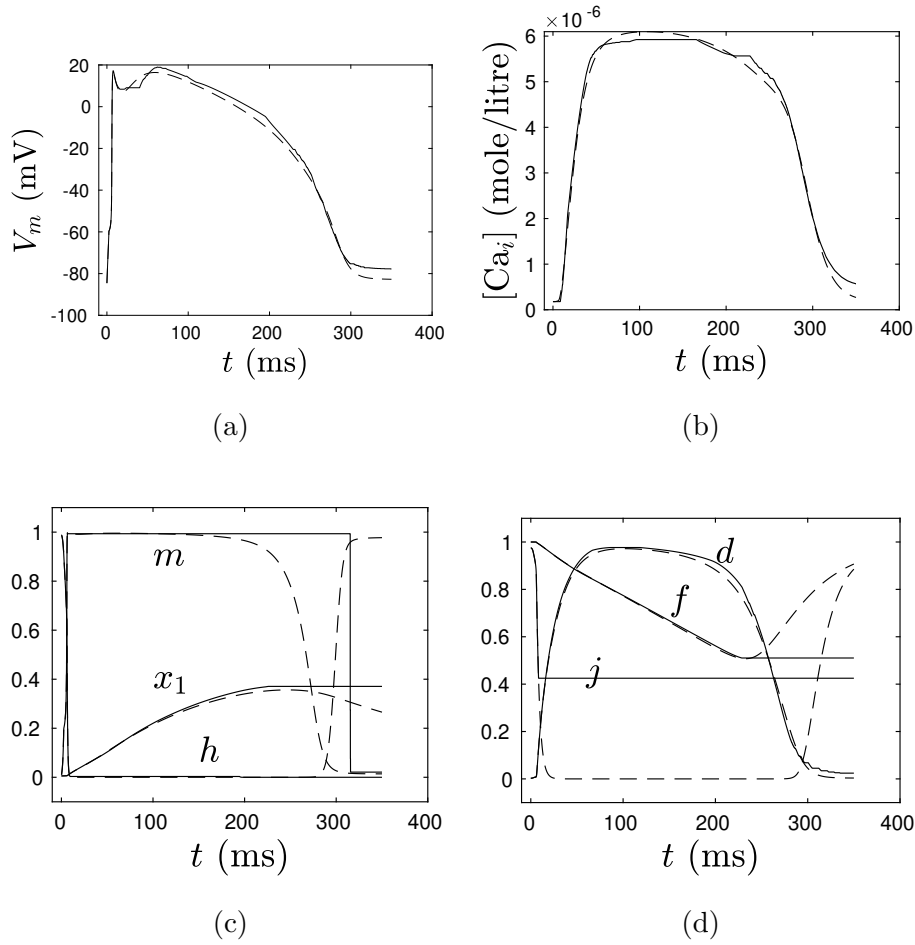 20
0
-20
-40
-60
-80
-100
0 100 200 300 400
V_m (mV)
t (ms)
(a)
×10^-6
6
5
4
3
2
1
0
0 100 200 300 400
[Ca_i] (mole/litre)
t (ms)
(b)
1
0.8
0.6
0.4
0.2
0
0 100 200 300 400
m
x_1
h
t (ms)
(c)
1
0.8
0.6
0.4
0.2
0
0 100 200 300 400
d
f
j
t (ms)
(d)